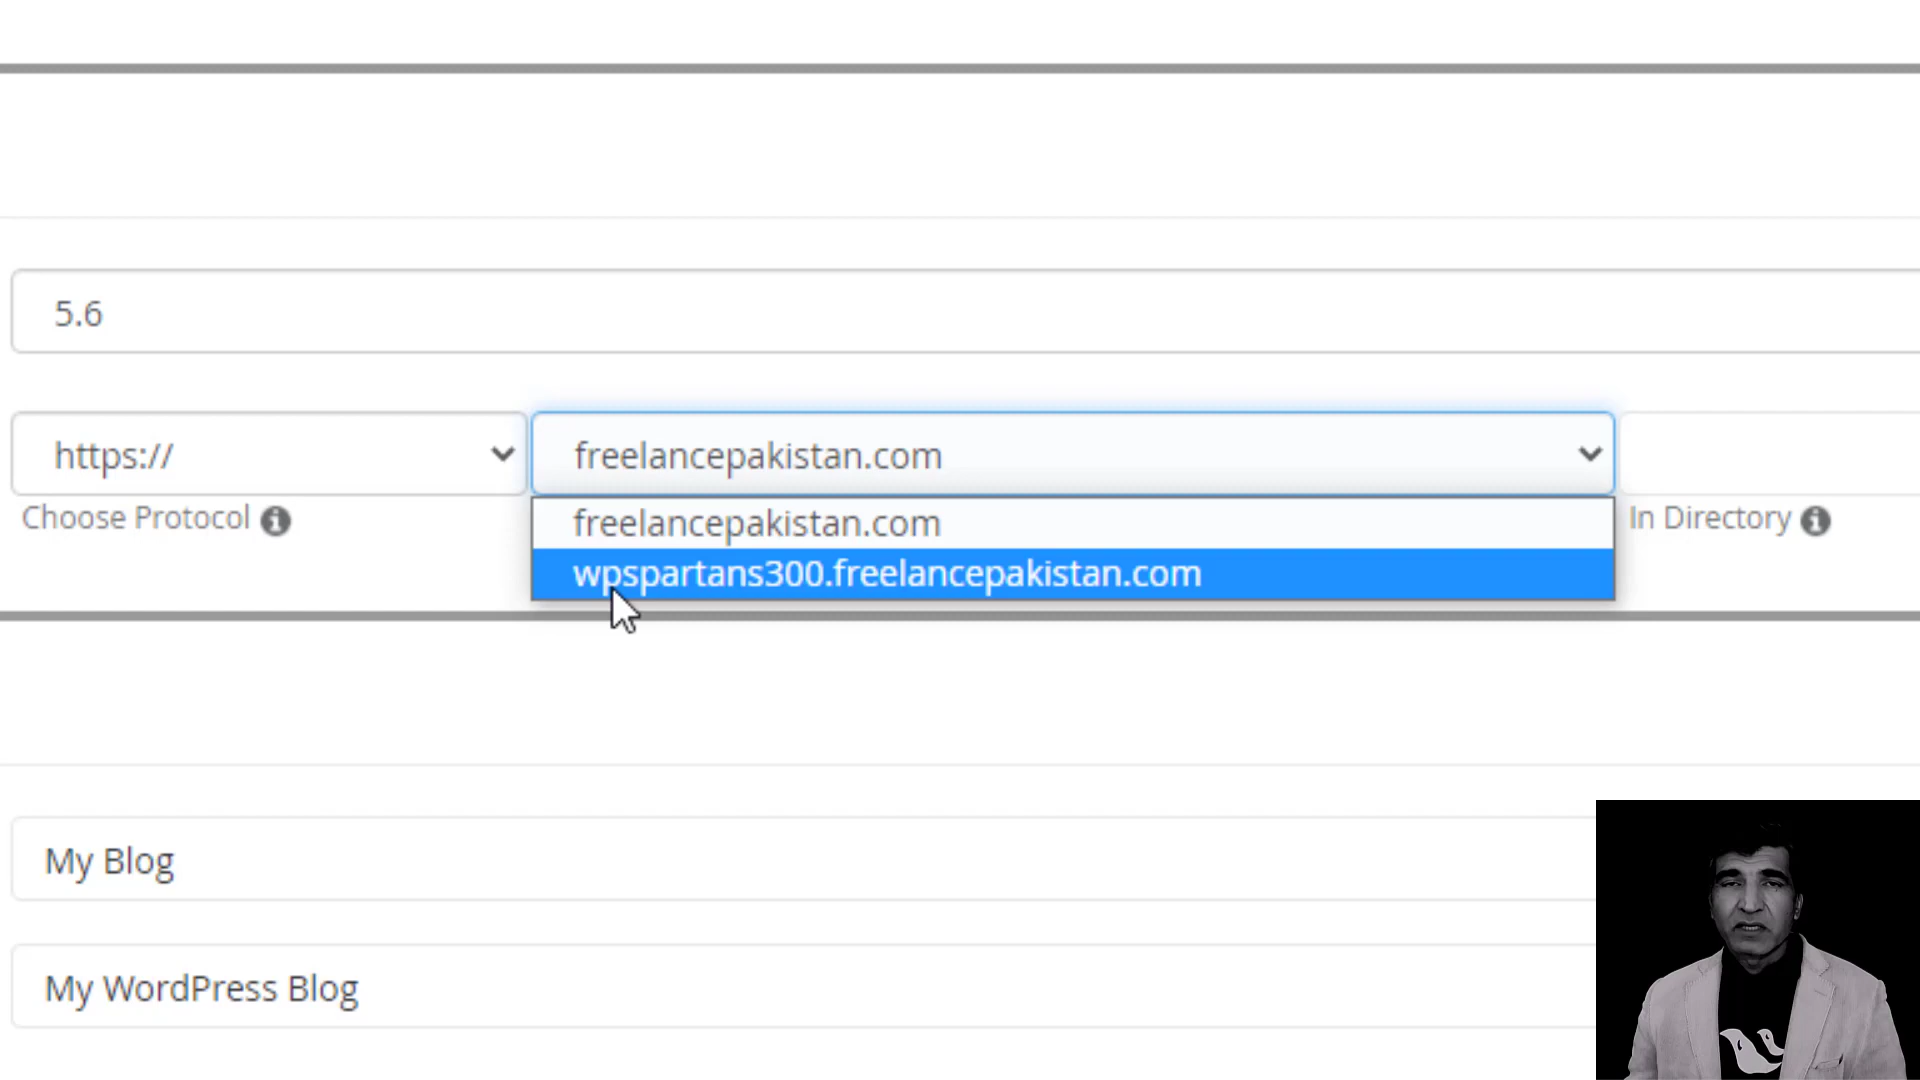 5.6
https://
freelancepakistan.com
Choose Protocol
freelancepakistan.com
In Directory
wpspartans300.freelancepakistan.com
My Blog
My WordPress Blog